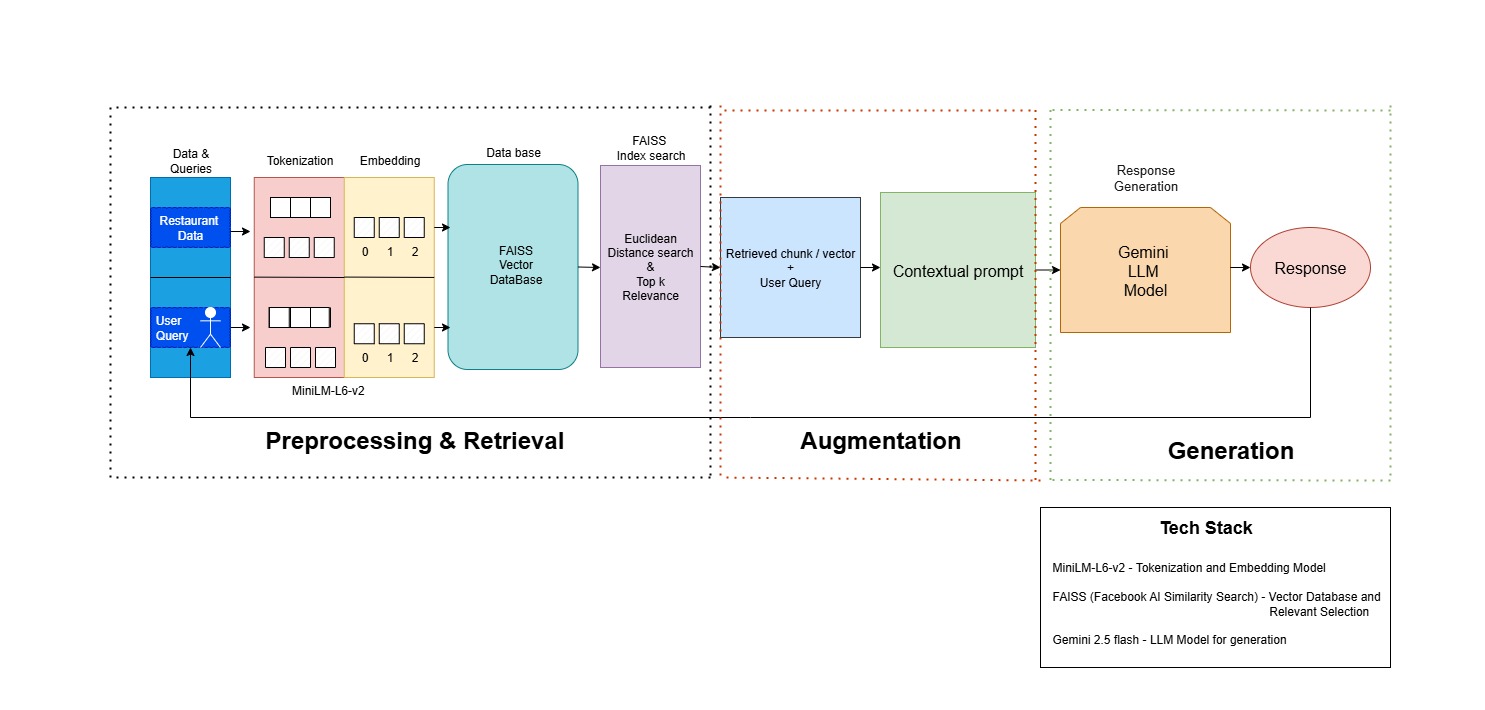 Data &
Queries
Tokenization
Embedding
Data base
FAISS
Index search
Restaurant
Data
User
Query
0 1 2
0 1 2
MiniLM-L6-v2
FAISS
Vector
DataBase
Euclidean
Distance search
&
Top k
Relevance
Preprocessing & Retrieval
Retrieved chunk / vector
+
User Query
Contextual prompt
Augmentation
Response
Generation
Gemini
LLM
Model
Response
Generation
Tech Stack
MiniLM-L6-v2 - Tokenization and Embedding Model
FAISS (Facebook AI Similarity Search) - Vector Database and
Relevant Selection
Gemini 2.5 flash - LLM Model for generation